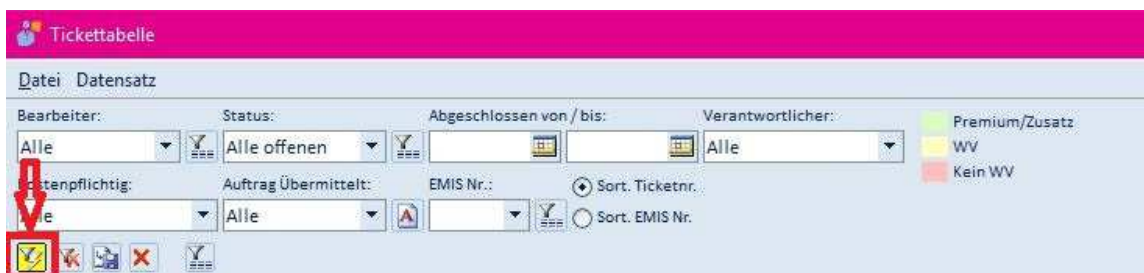 Tickettabelle
Datei Datensatz
Bearbeiter: Status: Abgeschlossen von / bis: Verantwortlicher:
Alle Alle offenen Alle
Premium/Zusatz
WV
Kein WV
Auftrag Übermittelt: EMIS Nr.: Sort. Ticketnr.
Alle Sort. EMIS Nr.